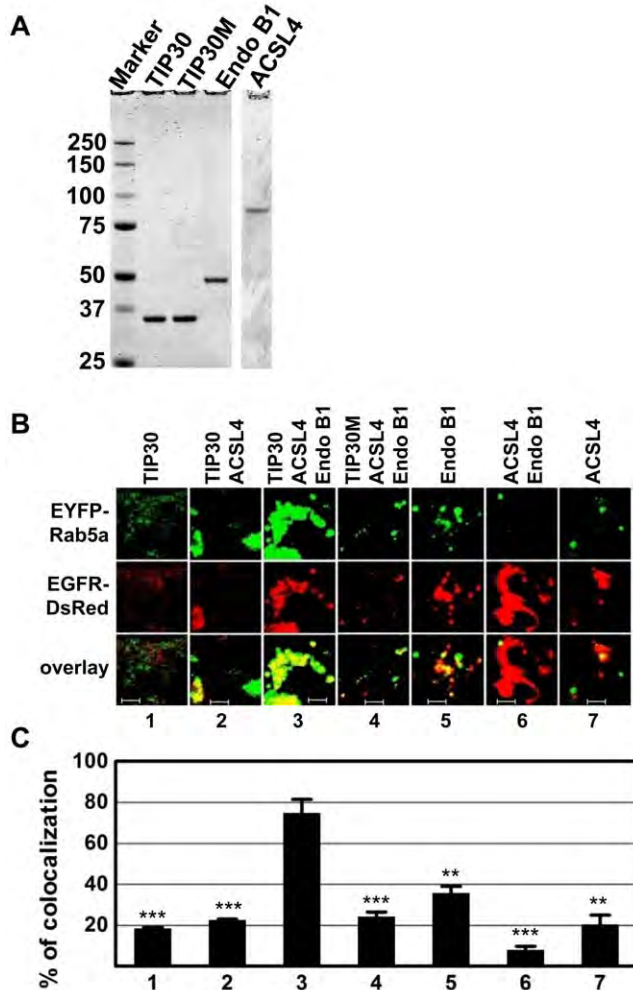 A
Marker TIP30 TIP30M Endo B1 ACSL4
250
150
100
75
50
37
25
B
TIP30
TIP30 ACSL4
TIP30 ACSL4 Endo B1
TIP30M ACSL4 Endo B1
Endo B1
ACSL4 Endo B1
ACSL4
EYFP-
Rab5a
EGFR-
DsRed
overlay
1 2 3 4 5 6 7
C
% of colocalization
100
80
60
40
20
*** *** *** ** *** **
1 2 3 4 5 6 7